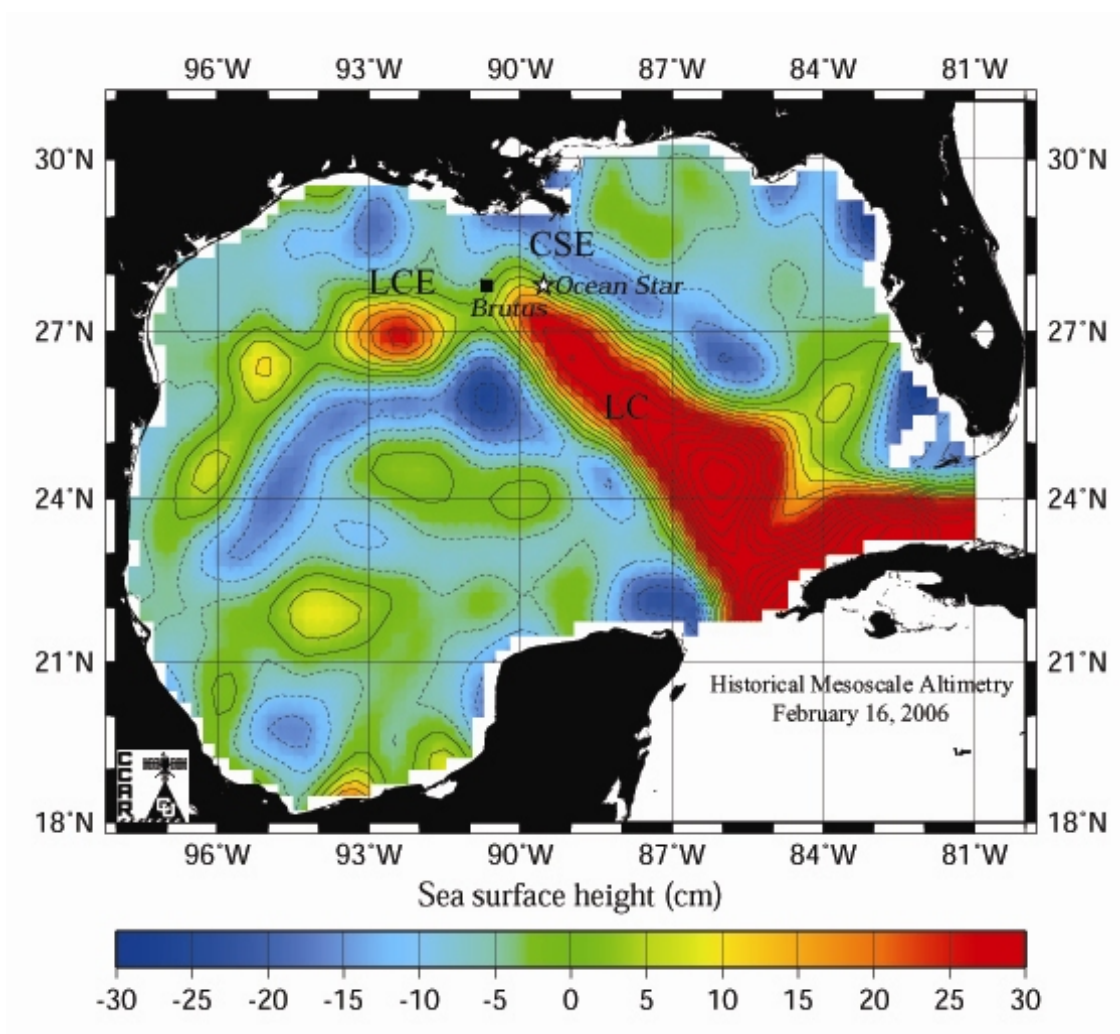 96°W 93°W 90°W 87°W 84°W 81°W
30°N 30°N
CSE
LCE
Ocean Star
Brutus
27°N 27°N
LC
24°N 24°N
21°N 21°N
Historical Mesoscale Altimetry
February 16, 2006
CCAR
CU
18°N 18°N
96°W 93°W 90°W 87°W 84°W 81°W
Sea surface height (cm)
-30 -25 -20 -15 -10 -5 0 5 10 15 20 25 30